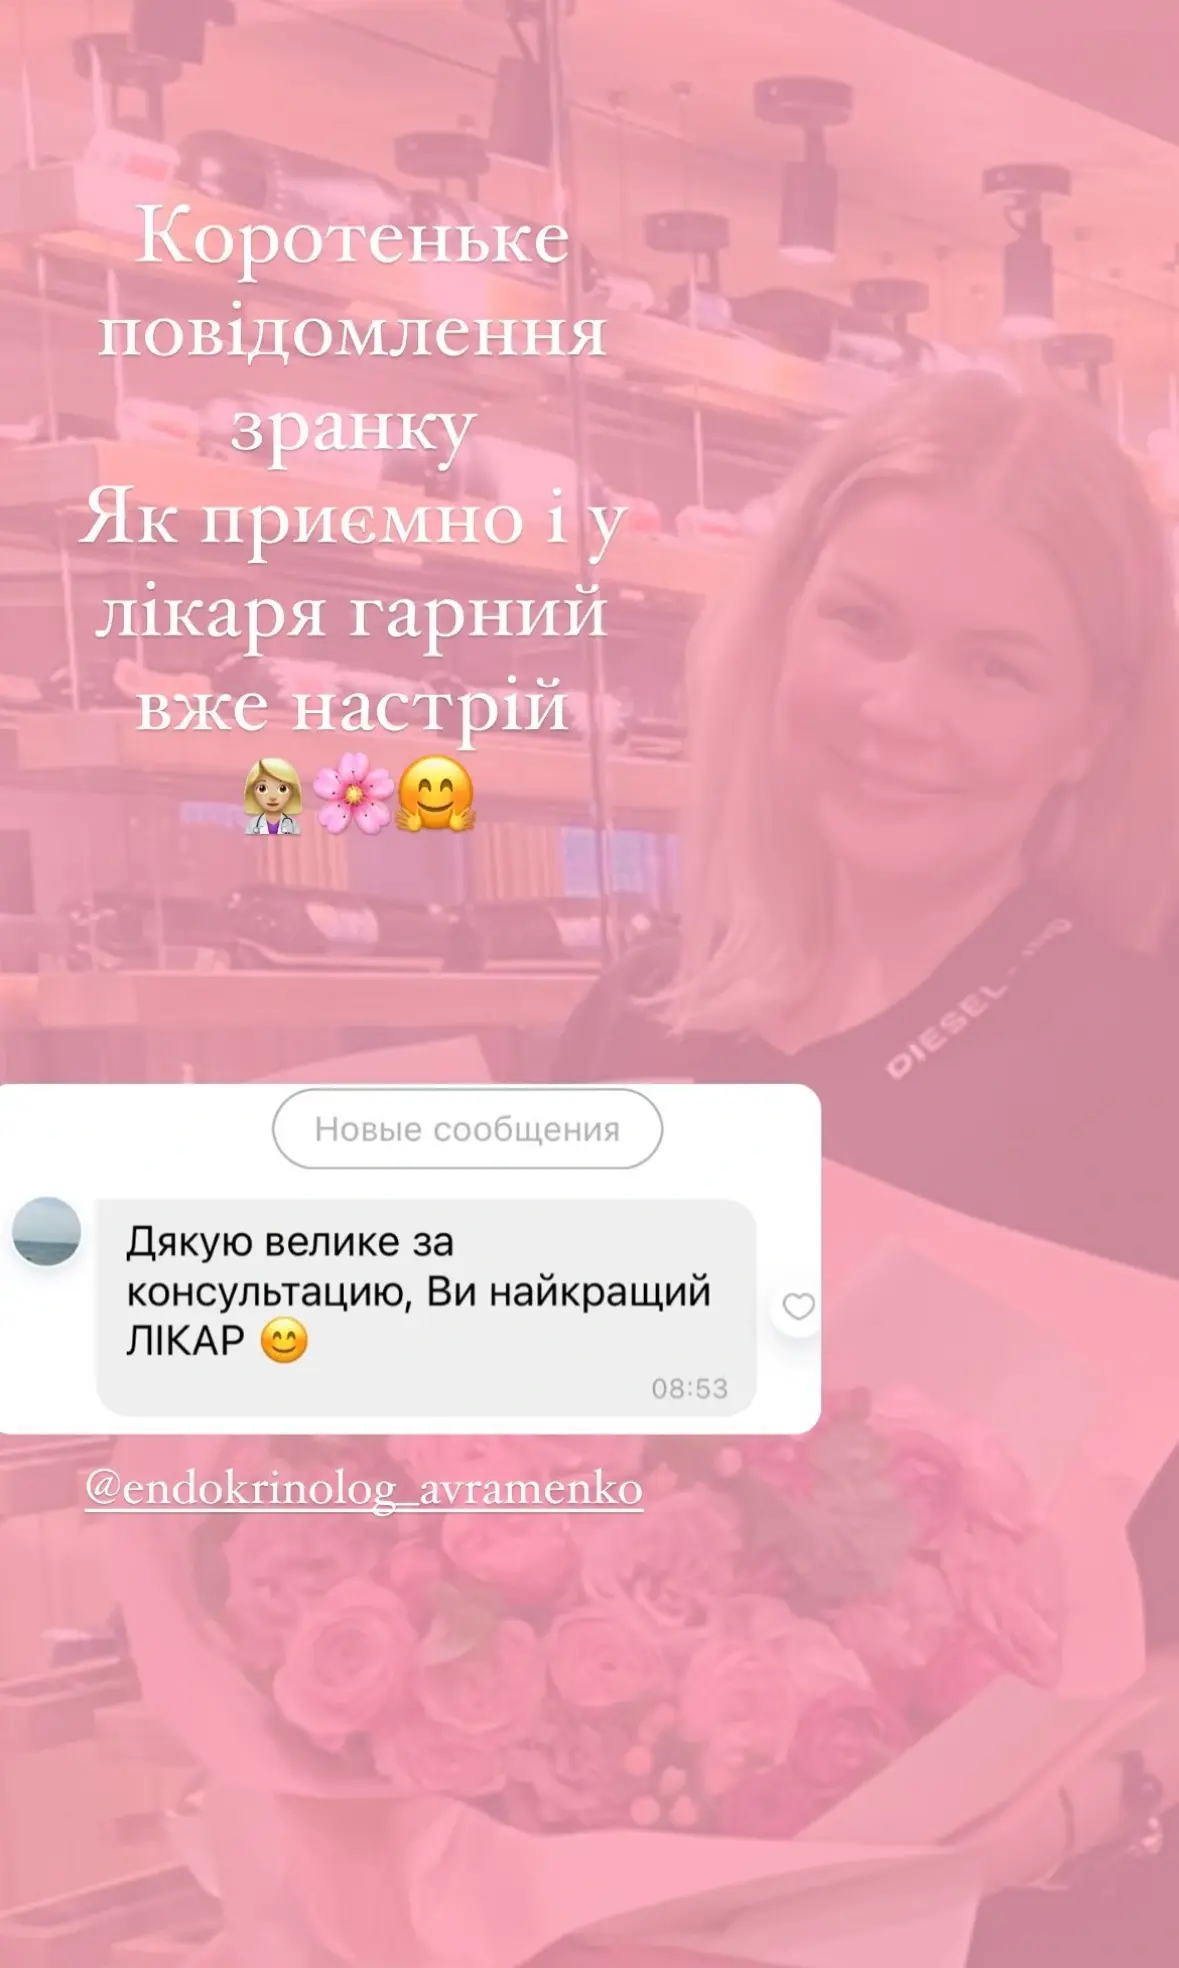 Коротеньке
повідомлення
зранку
Як приємно і у
лікаря гарний
вже настрій
👩🏼‍⚕️🌸🤗
DIESEL
Новые сообщения
Дякую велике за
консультацию, Ви найкращий
ЛІКАР 😊
08:53
@endokrinolog_avramenko